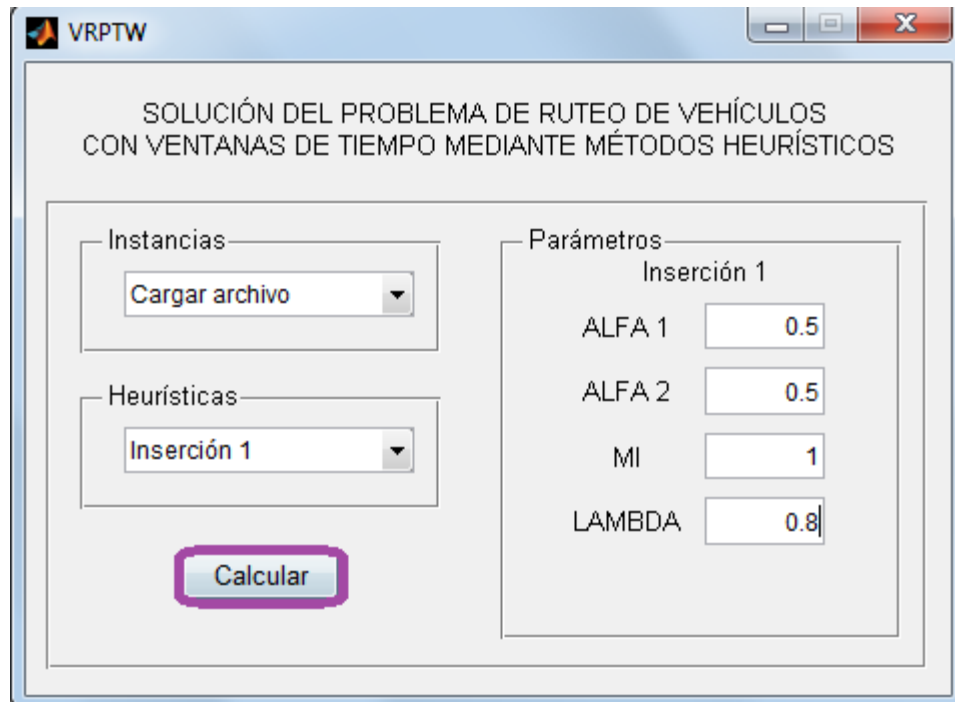 VRPTW
SOLUCIÓN DEL PROBLEMA DE RUTEO DE VEHÍCULOS
CON VENTANAS DE TIEMPO MEDIANTE MÉTODOS HEURÍSTICOS
Instancias
Cargar archivo
Heurísticas
Inserción 1
Calcular
Parámetros
Inserción 1
ALFA 1 0.5
ALFA 2 0.5
MI 1
LAMBDA 0.8